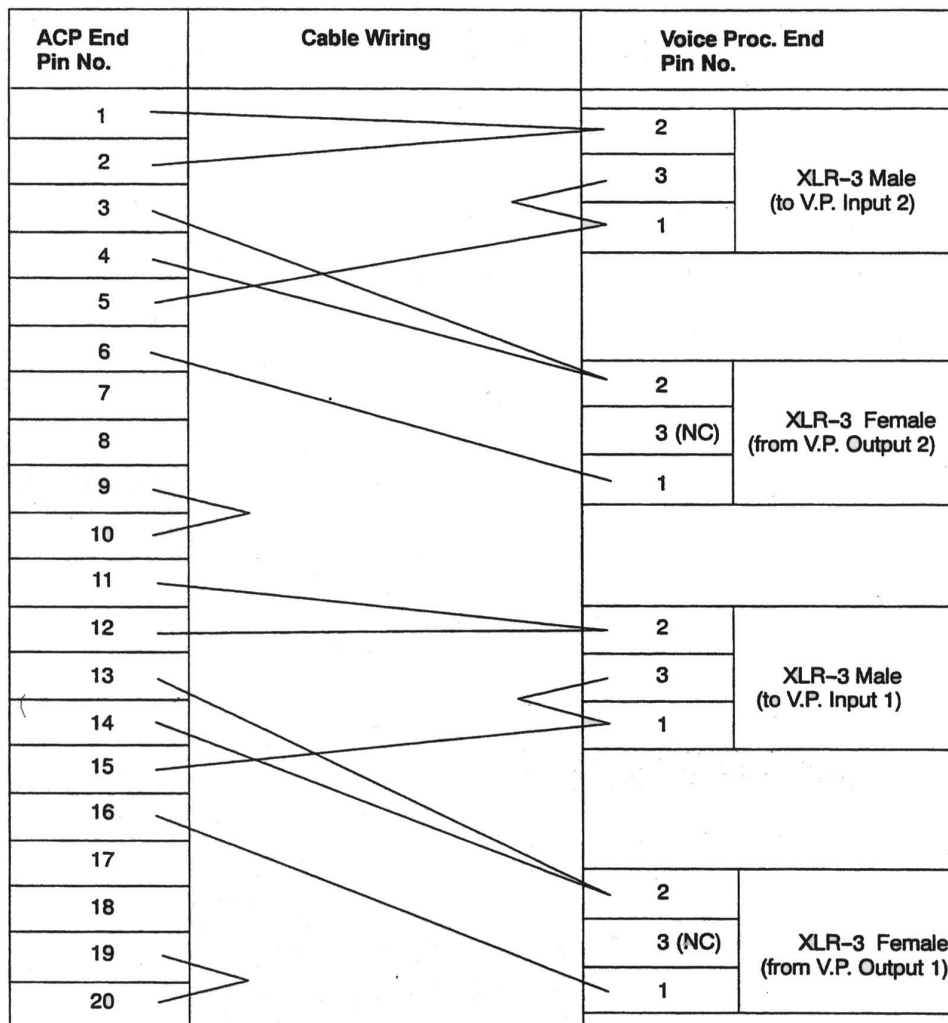 ACP End
Pin No.
Cable Wiring
Voice Proc. End
Pin No.
1
2
3
4
5
6
7
8
9
10
11
12
13
14
15
16
17
18
19
20
2
3
1
XLR–3 Male
(to V.P. Input 2)
2
3 (NC)
1
XLR–3 Female
(from V.P. Output 2)
2
3
1
XLR–3 Male
(to V.P. Input 1)
2
3 (NC)
1
XLR–3 Female
(from V.P. Output 1)